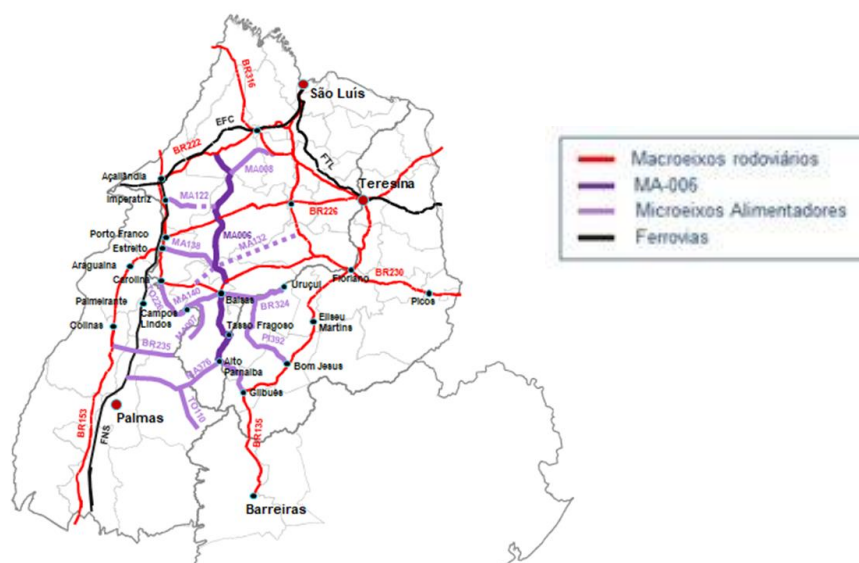 BR316
São Luís
EFC
BR222
FTL
MA008
Açailândia
Imperatriz
MA122
Teresina
BR226
Porto Franco
MA006
MA132
Estreito
MA138
Araguaina
Floriano
BR230
Carolina
MA140
Uruçuí
Palmeirante
Balsas
BR324
Picos
Campos
Lindos
Colinas
Tasso Fragoso
Eliseu
Martins
PI392
BR235
Alto
Parnaíba
Bom Jesus
Gilbués
TO110
Palmas
BR153
FNS
BR135
Barreiras
Macroeixos rodoviários
MA-006
Microeixos Alimentadores
Ferrovias